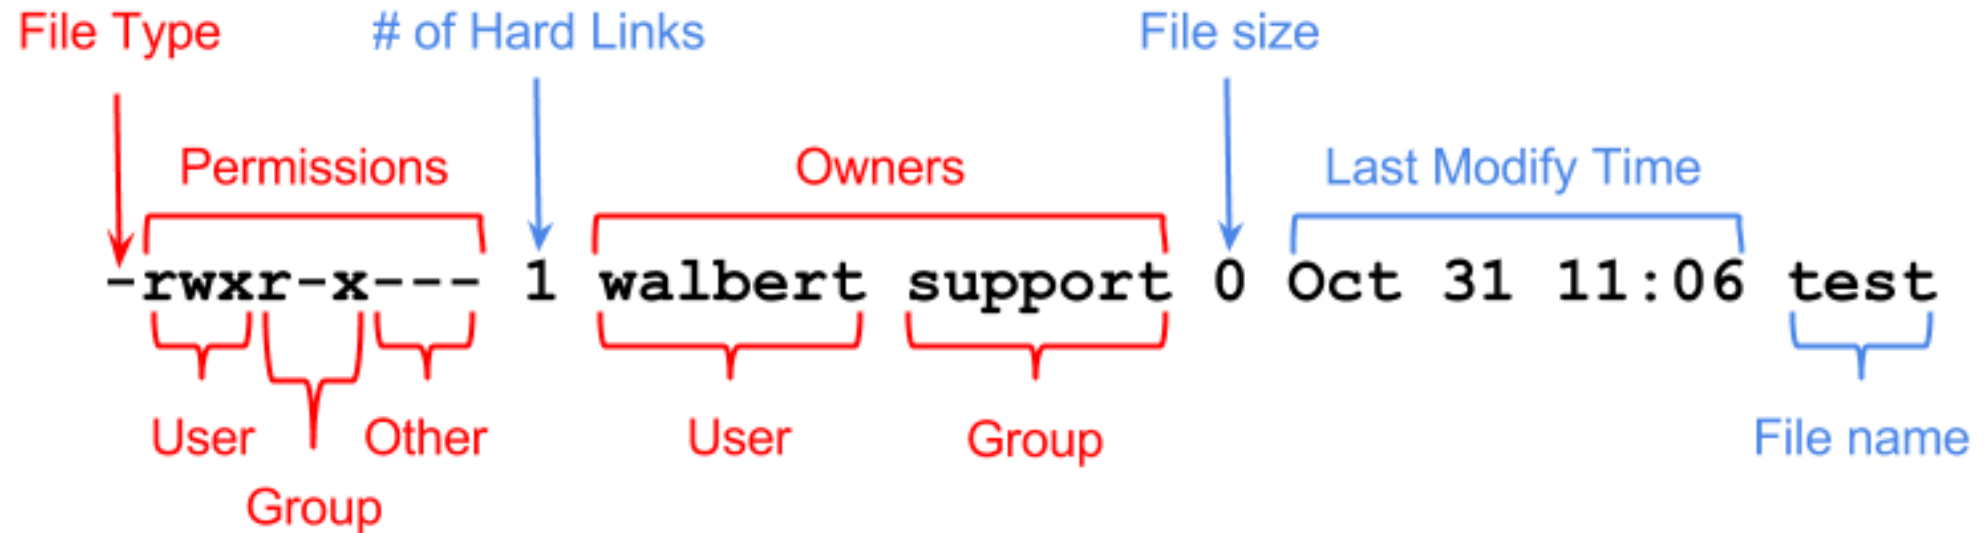 File Type # of Hard Links File size
Permissions Owners Last Modify Time
-rwxr-x--- 1 walbert support 0 Oct 31 11:06 test
User Other User Group File name
Group